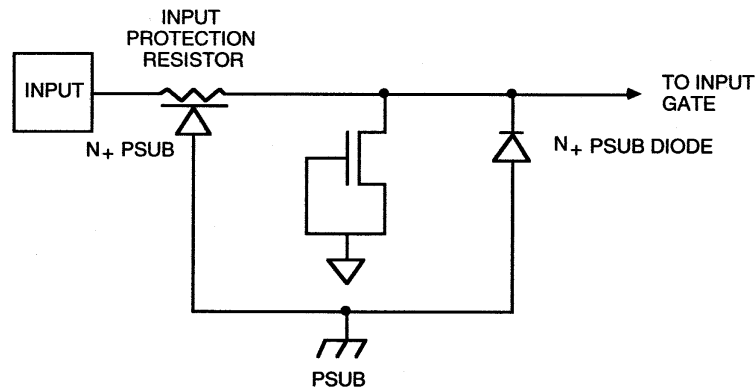 INPUT
PROTECTION
RESISTOR
INPUT
TO INPUT
GATE
N+ PSUB
N+ PSUB DIODE
PSUB